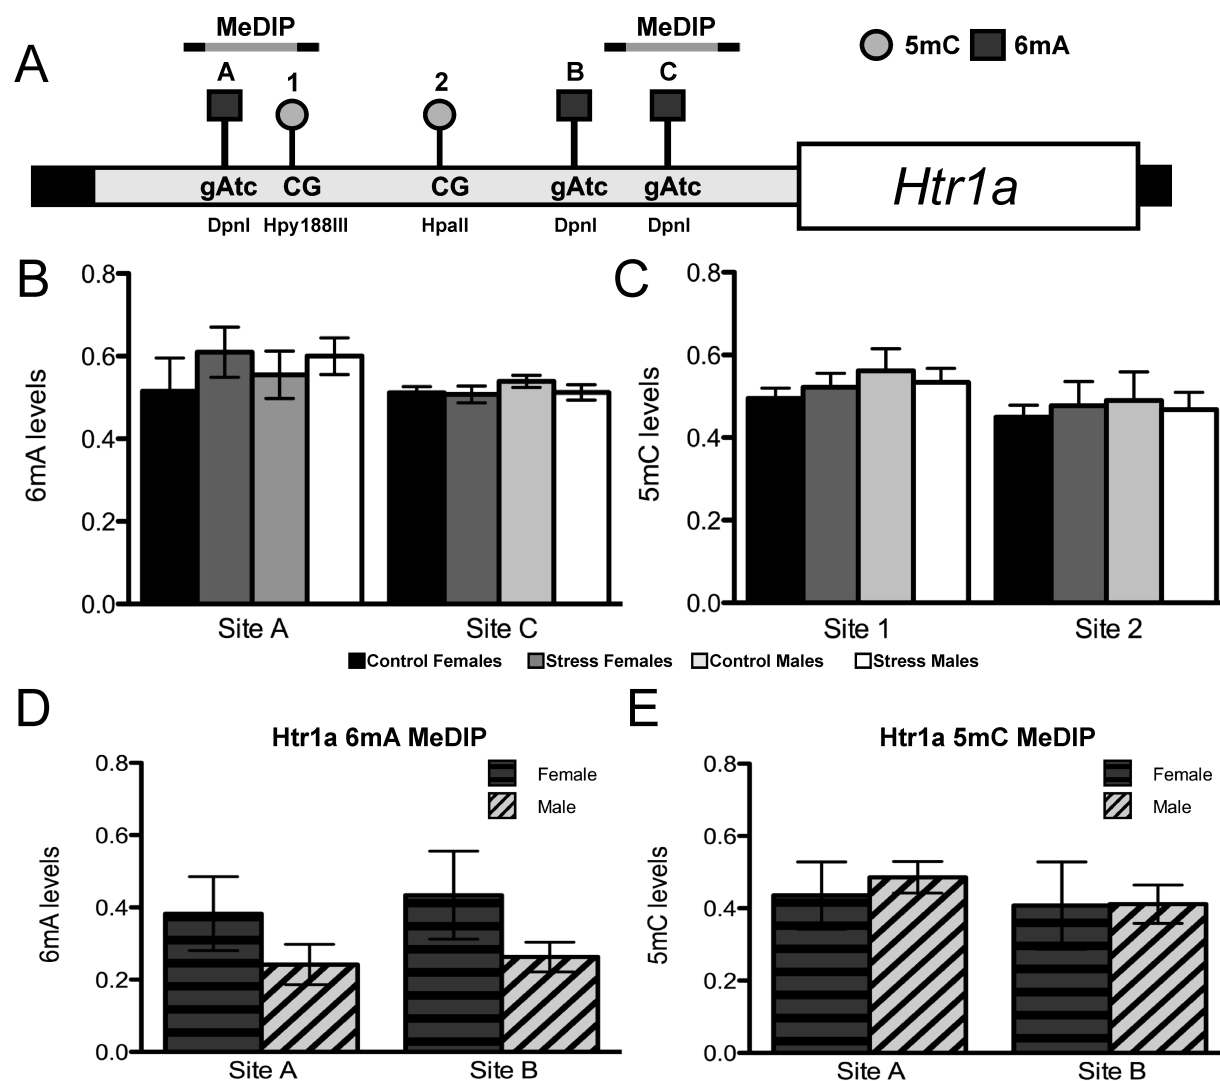 MeDIP MeDIP
5mC 6mA
A
A 1 2 B C
gAtc CG CG gAtc gAtc
Htr1a
DpnI Hpy188III HpaII DpnI DpnI
B
6mA levels
0.8
0.6
0.4
0.2
0.0
Site A Site C
C
5mC levels
0.8
0.6
0.4
0.2
0.0
Site 1 Site 2
Control Females Stress Females Control Males Stress Males
D
Htr1a 6mA MeDIP
Female
Male
6mA levels
0.8
0.6
0.4
0.2
0.0
Site A Site B
E
Htr1a 5mC MeDIP
Female
Male
5mC levels
0.8
0.6
0.4
0.2
0.0
Site A Site B